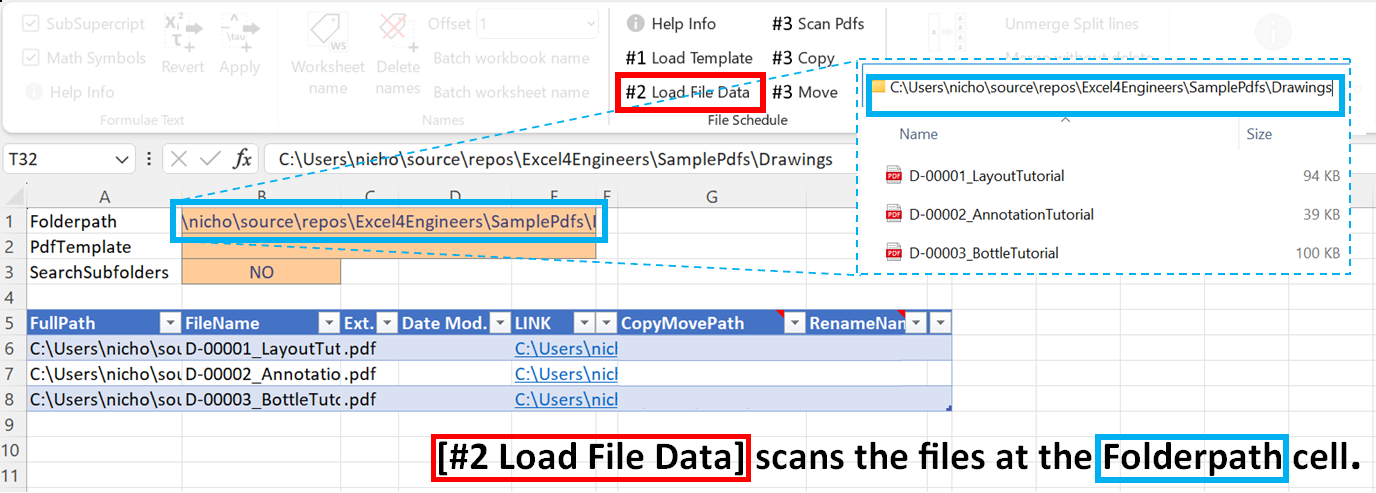 SubSupercript
Math Symbols
Help Info
Revert
Apply
Formulae Text
Worksheet name
Delete Names
Offset 1
Batch workbook name
Batch worksheet name
Names
Help Info
#1 Load Template
#2 Load File Data
#3 Scan Pdfs
#3 Copy
#3 Move
File Schedule
Unmerge Split lines
C:\Users\nicho\source\repos\Excel4Engineers\SamplePdfs\Drawings
Name Size
D-00001_LayoutTutorial 94 KB
D-00002_AnnotationTutorial 39 KB
D-00003_BottleTutorial 100 KB
T32 fx C:\Users\nicho\source\repos\Excel4Engineers\SamplePdfs\Drawings
A B C D E F G
1 Folderpath \nicho\source\repos\Excel4Engineers\SamplePdfs\D
2 PdfTemplate
3 SearchSubfolders NO
4
5 FullPath FileName Ext. Date Mod. LINK CopyMovePath RenameNam
6 C:\Users\nicho\sou D-00001_LayoutTut .pdf C:\Users\nich
7 C:\Users\nicho\sou D-00002_Annotatio .pdf C:\Users\nich
8 C:\Users\nicho\sou D-00003_BottleTuto .pdf C:\Users\nich
9
10
11
[#2 Load File Data] scans the files at the Folderpath cell.